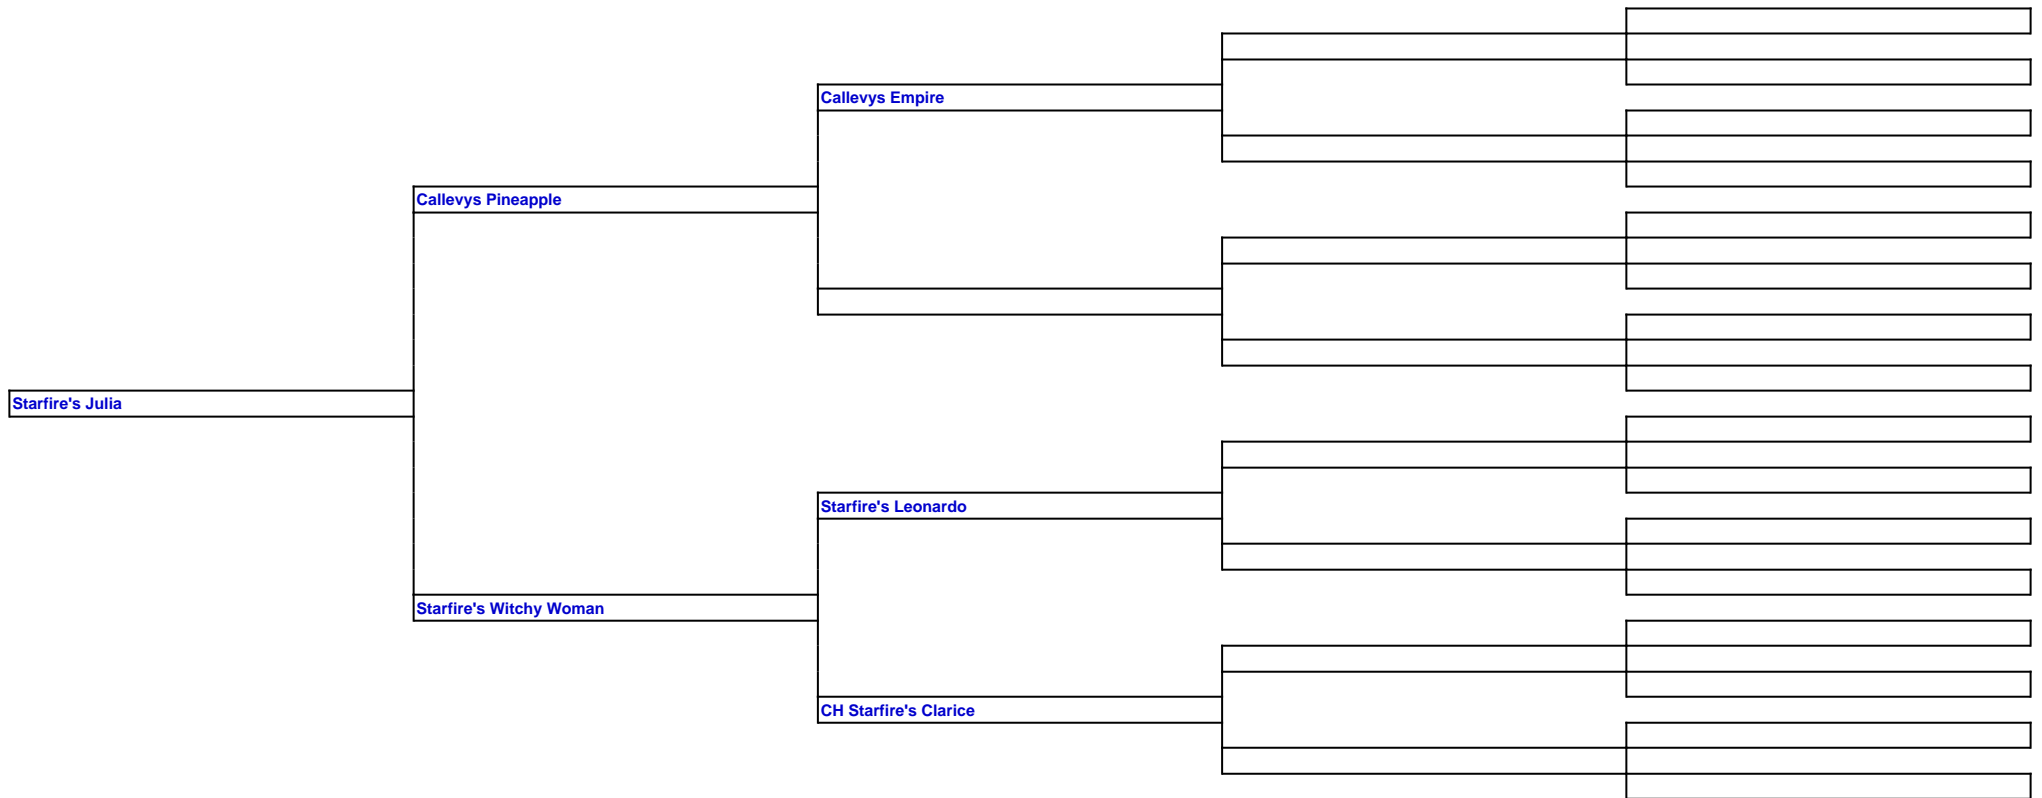 Callevys Empire
Callevys Pineapple
Starfire's Julia
Starfire's Leonardo
Starfire's Witchy Woman
CH Starfire's Clarice